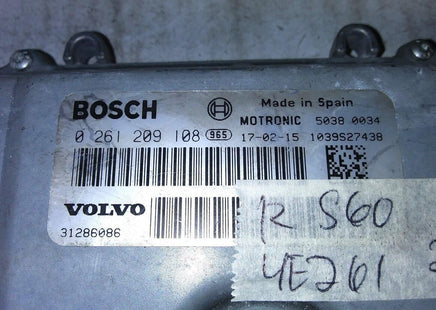 BOSCH Made in Spain
MOTRONIC 5038 0034
0 261 209 108 965 17-02-15 1039S27438
VOLVO
31286086
R S60
4E261